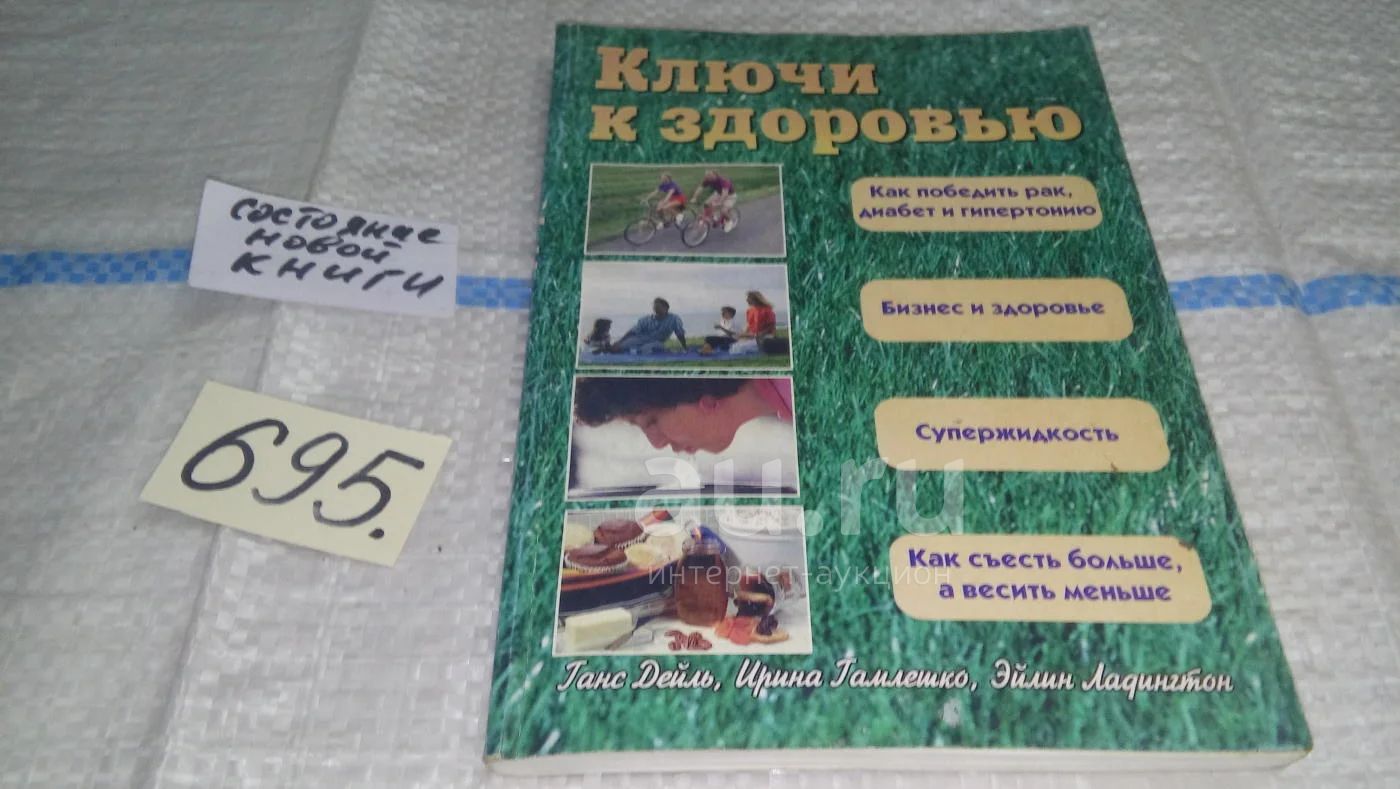 Ключи
к здоровью
Как победить рак,
диабет и гипертонию
Бизнес и здоровье
Супержидкость
Как съесть больше,
а весить меньше
Ганс Дейль, Ирина Гамлешко, Эйлин Ладингтон
состояние
новой
книги
695.
au.ru
интернет-аукцион